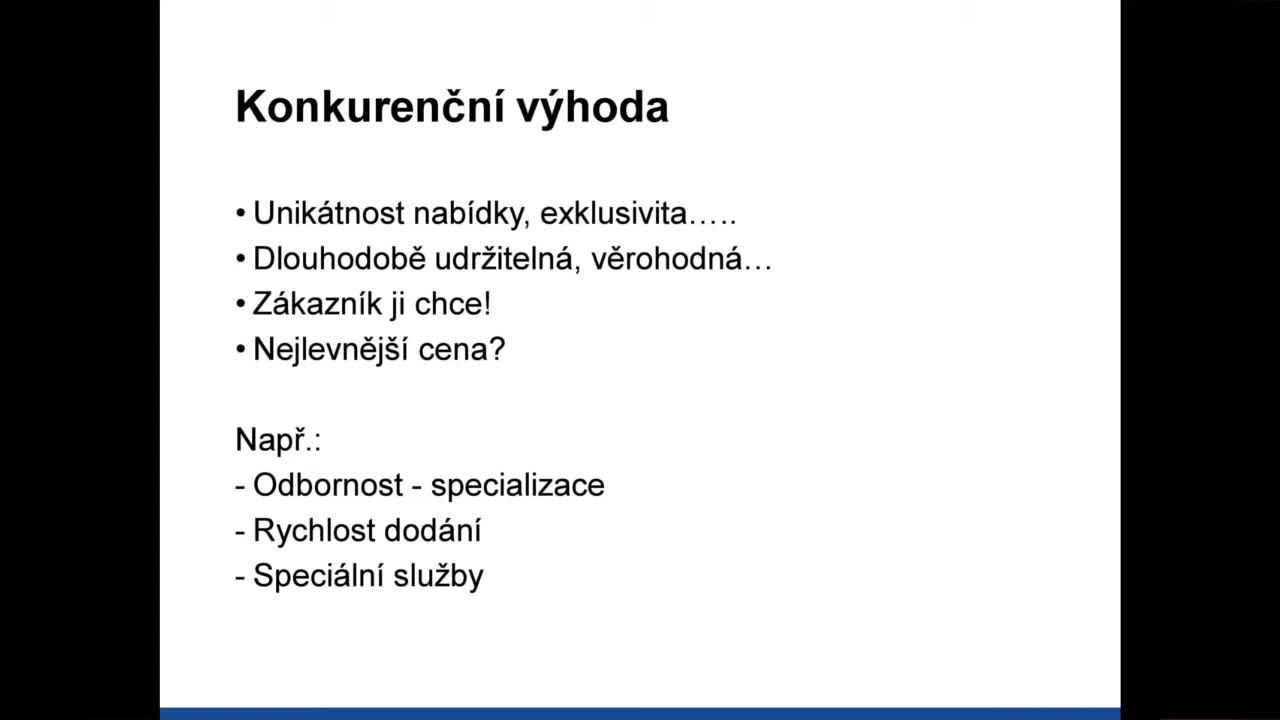 Konkurenční výhoda
• Unikátnost nabídky, exklusivita…..
• Dlouhodobě udržitelná, věrohodná…
• Zákazník ji chce!
• Nejlevnější cena?
Např.:
- Odbornost - specializace
- Rychlost dodání
- Speciální služby